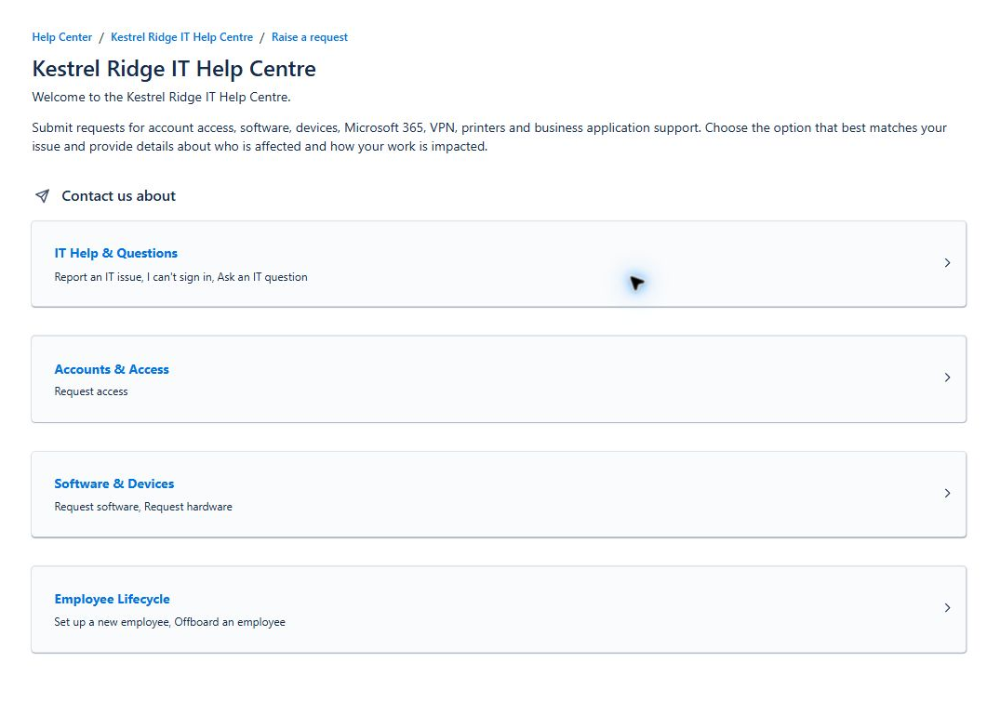 Help Center / Kestrel Ridge IT Help Centre / Raise a request
Kestrel Ridge IT Help Centre
Welcome to the Kestrel Ridge IT Help Centre.
Submit requests for account access, software, devices, Microsoft 365, VPN, printers and business application support. Choose the option that best matches your
issue and provide details about who is affected and how your work is impacted.
Contact us about
IT Help & Questions
Report an IT issue, I can't sign in, Ask an IT question
Accounts & Access
Request access
Software & Devices
Request software, Request hardware
Employee Lifecycle
Set up a new employee, Offboard an employee